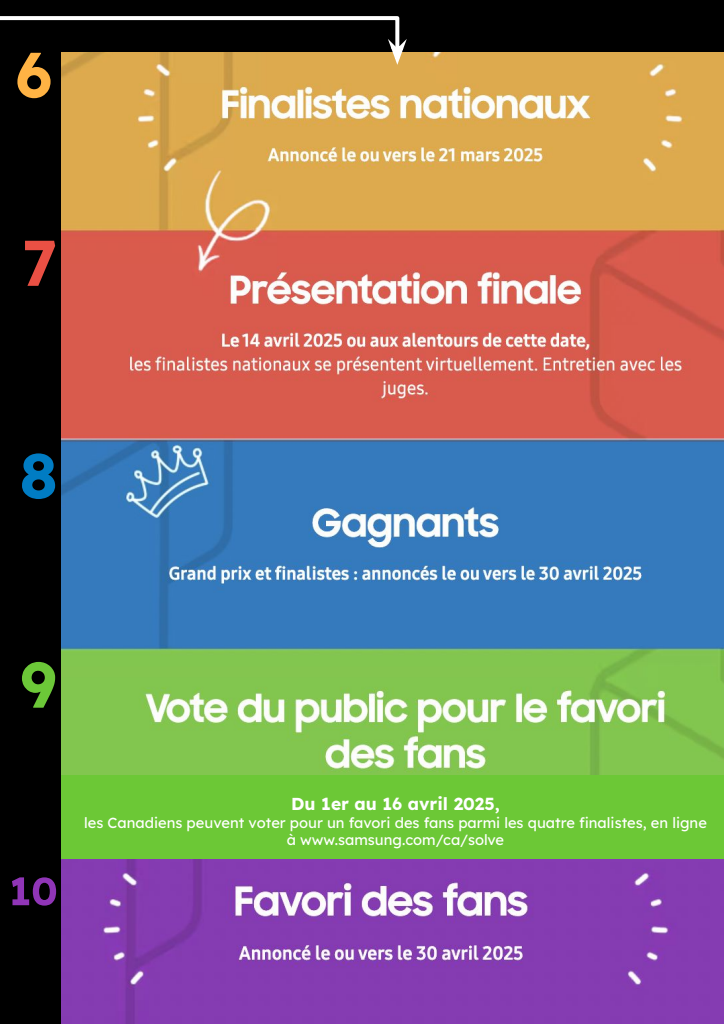 6
Finalistes nationaux
Annoncé le ou vers le 21 mars 2025
7
Présentation finale
Le 14 avril 2025 ou aux alentours de cette date,
les finalistes nationaux se présentent virtuellement. Entretien avec les
juges.
8
Gagnants
Grand prix et finalistes : annoncés le ou vers le 30 avril 2025
9
Vote du public pour le favori
des fans
Du 1er au 16 avril 2025,
les Canadiens peuvent voter pour un favori des fans parmi les quatre finalistes, en ligne
à www.samsung.com/ca/solve
10
Favori des fans
Annoncé le ou vers le 30 avril 2025